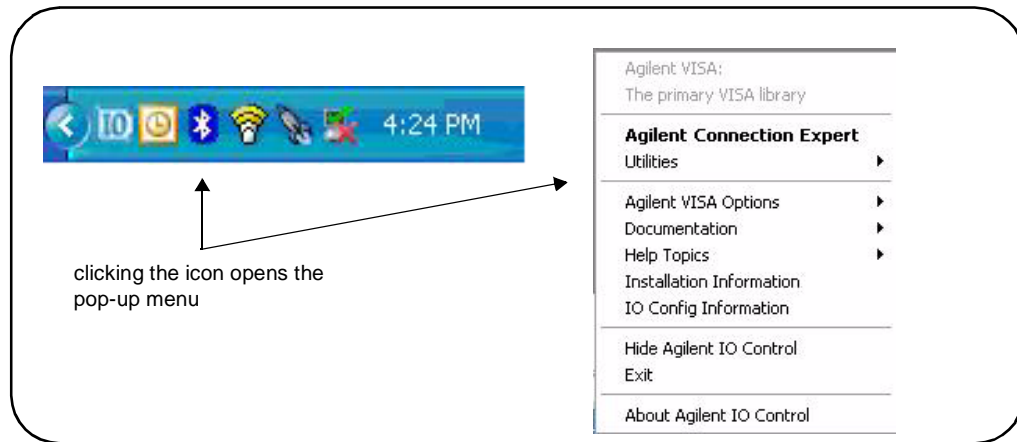 IO
4:24 PM
clicking the icon opens the
pop-up menu
Agilent VISA:
The primary VISA library
Agilent Connection Expert
Utilities
Agilent VISA Options
Documentation
Help Topics
Installation Information
IO Config Information
Hide Agilent IO Control
Exit
About Agilent IO Control